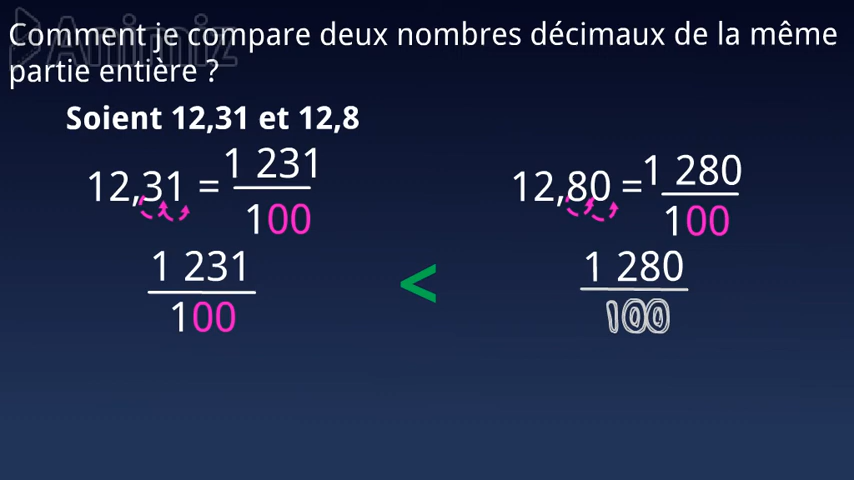 Animiz
Comment je compare deux nombres décimaux de la même
partie entière ?
Soient 12,31 et 12,8
12,31 = 1 231
100
12,80 = 1 280
100
1 231 < 1 280
100 100